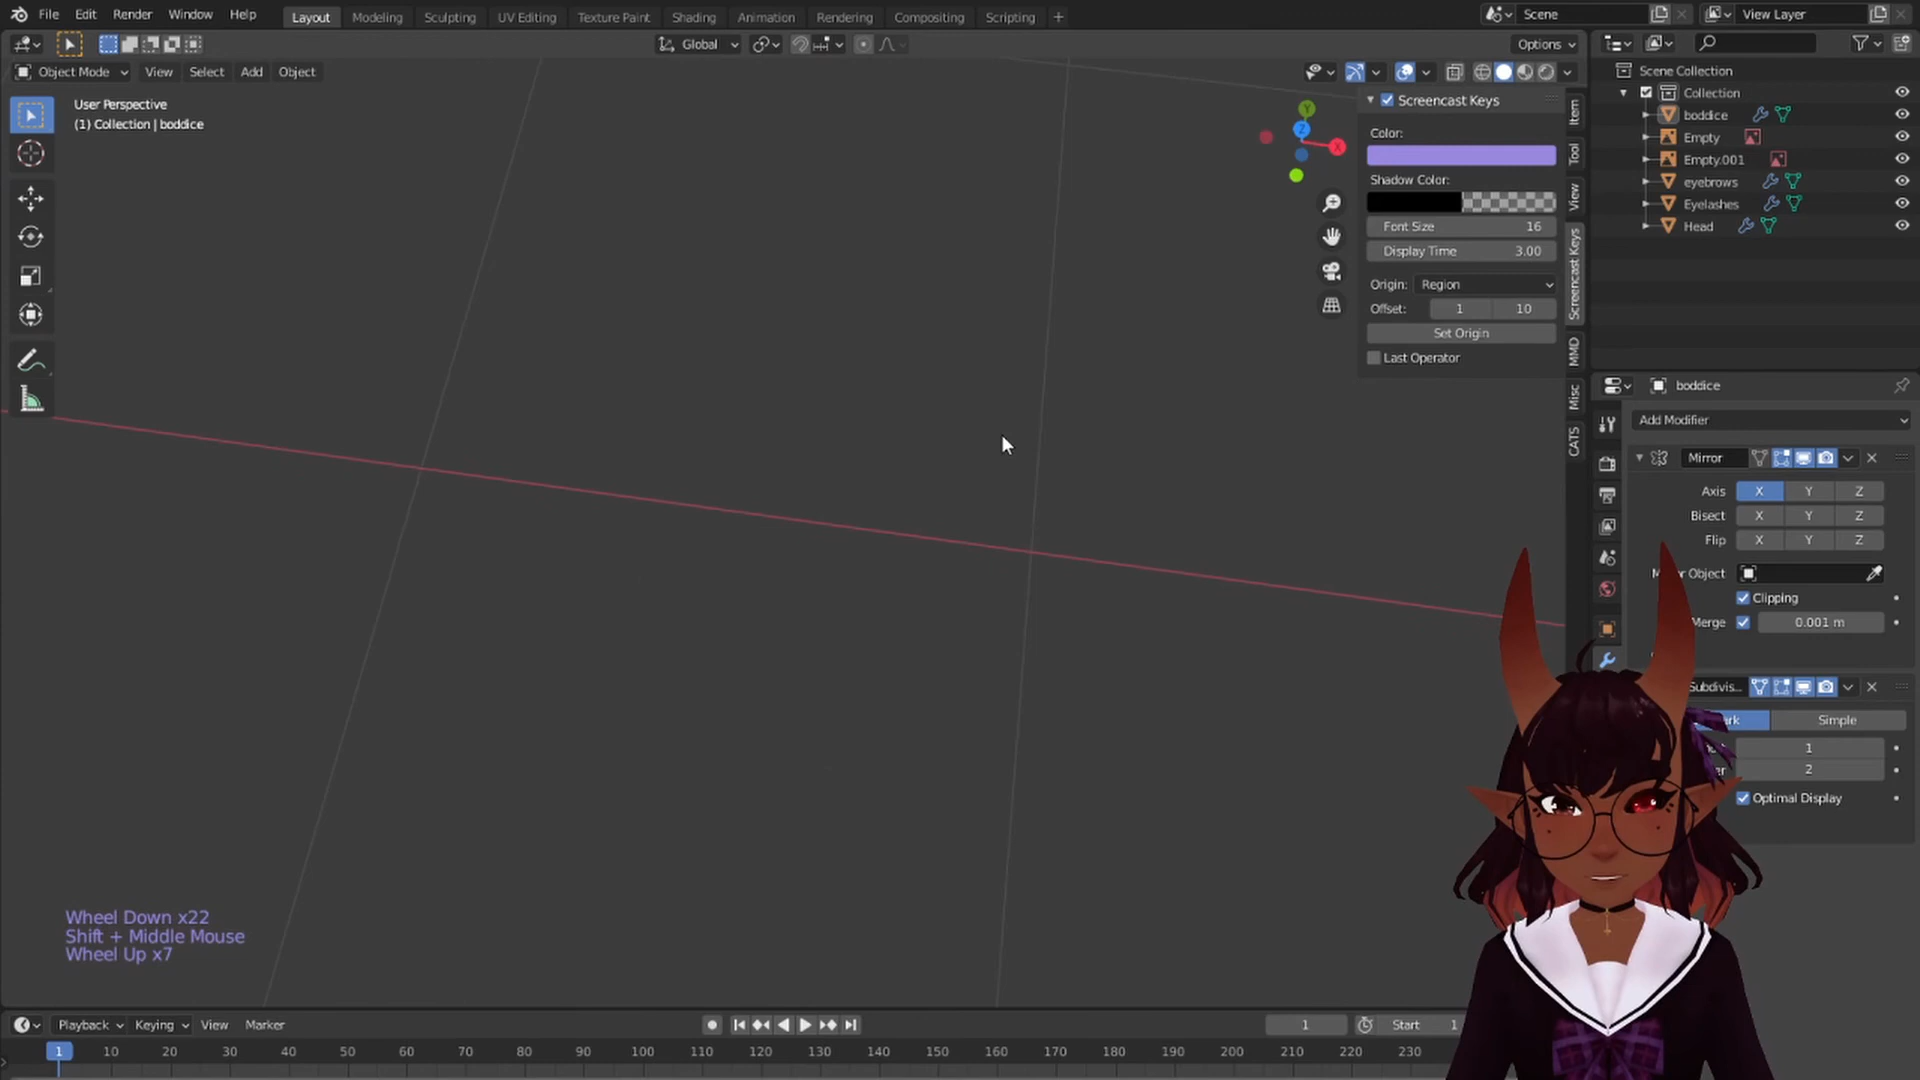 File Edit Render Window Help
Layout Modeling Sculpting UV Editing Texture Paint Shading Animation Rendering Compositing Scripting +
Scene
View Layer
Global
Options
Object Mode View Select Add Object
User Perspective
(1) Collection | boddice
Y
Z
X
Screencast Keys
Color:
Shadow Color:
Font Size 16
Display Time 3.00
Origin: Region
Offset: 1 10
Set Origin
Last Operator
Item
Tool
View
Screencast Keys
MMD
Misc
CATS
Scene Collection
Collection
boddice
Empty
Empty.001
eyebrows
Eyelashes
Head
boddice
Add Modifier
Mirror
Axis X Y Z
Bisect X Y Z
Flip X Y Z
Object
Clipping
Merge 0.001 m
Subdivis...
Simple
1
2
Optimal Display
Wheel Down x22
Shift + Middle Mouse
Wheel Up x7
Playback Keying View Marker
1 Start 1
1 10 20 30 40 50 60 70 80 90 100 110 120 130 140 150 160 170 180 190 200 210 220 230